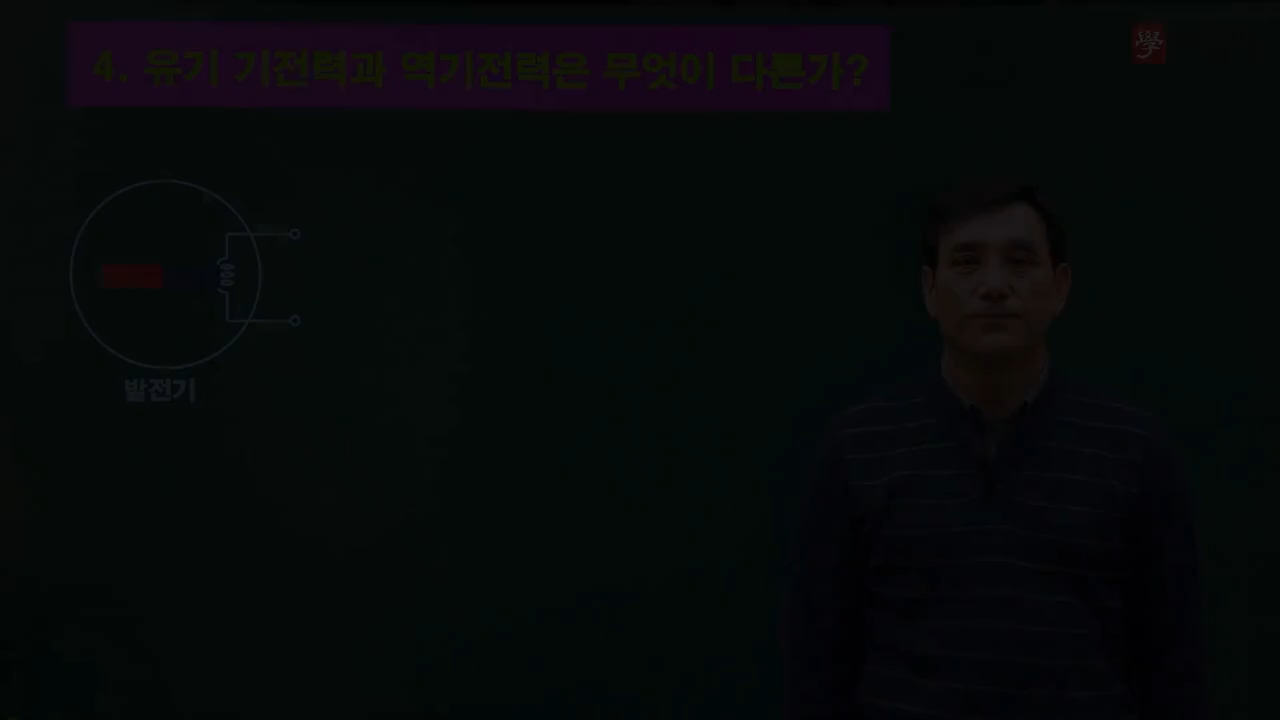 4. 유기 기전력과 역기전력은 무엇이 다른가?
學
발전기